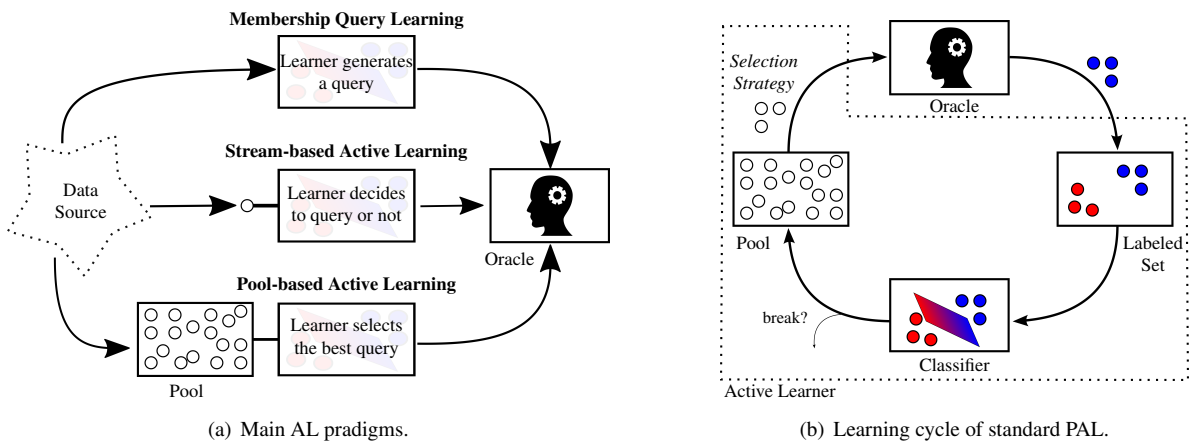 Membership Query Learning
Learner generates
a query
Stream-based Active Learning
Data
Source
Learner decides
to query or not
Oracle
Pool-based Active Learning
Learner selects
the best query
Pool
(a) Main AL pradigms.
Selection
Strategy
Oracle
Pool
Labeled
Set
break?
Classifier
Active Learner
(b) Learning cycle of standard PAL.